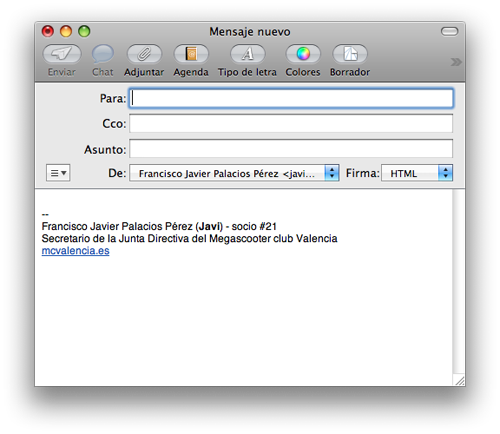 Mensaje nuevo
Enviar Chat Adjuntar Agenda Tipo de letra Colores Borrador
Para:
Cco:
Asunto:
De: Francisco Javier Palacios Pérez <javi... Firma: HTML
--
Francisco Javier Palacios Pérez (Javi) - socio #21
Secretario de la Junta Directiva del Megascooter club Valencia
mcvalencia.es